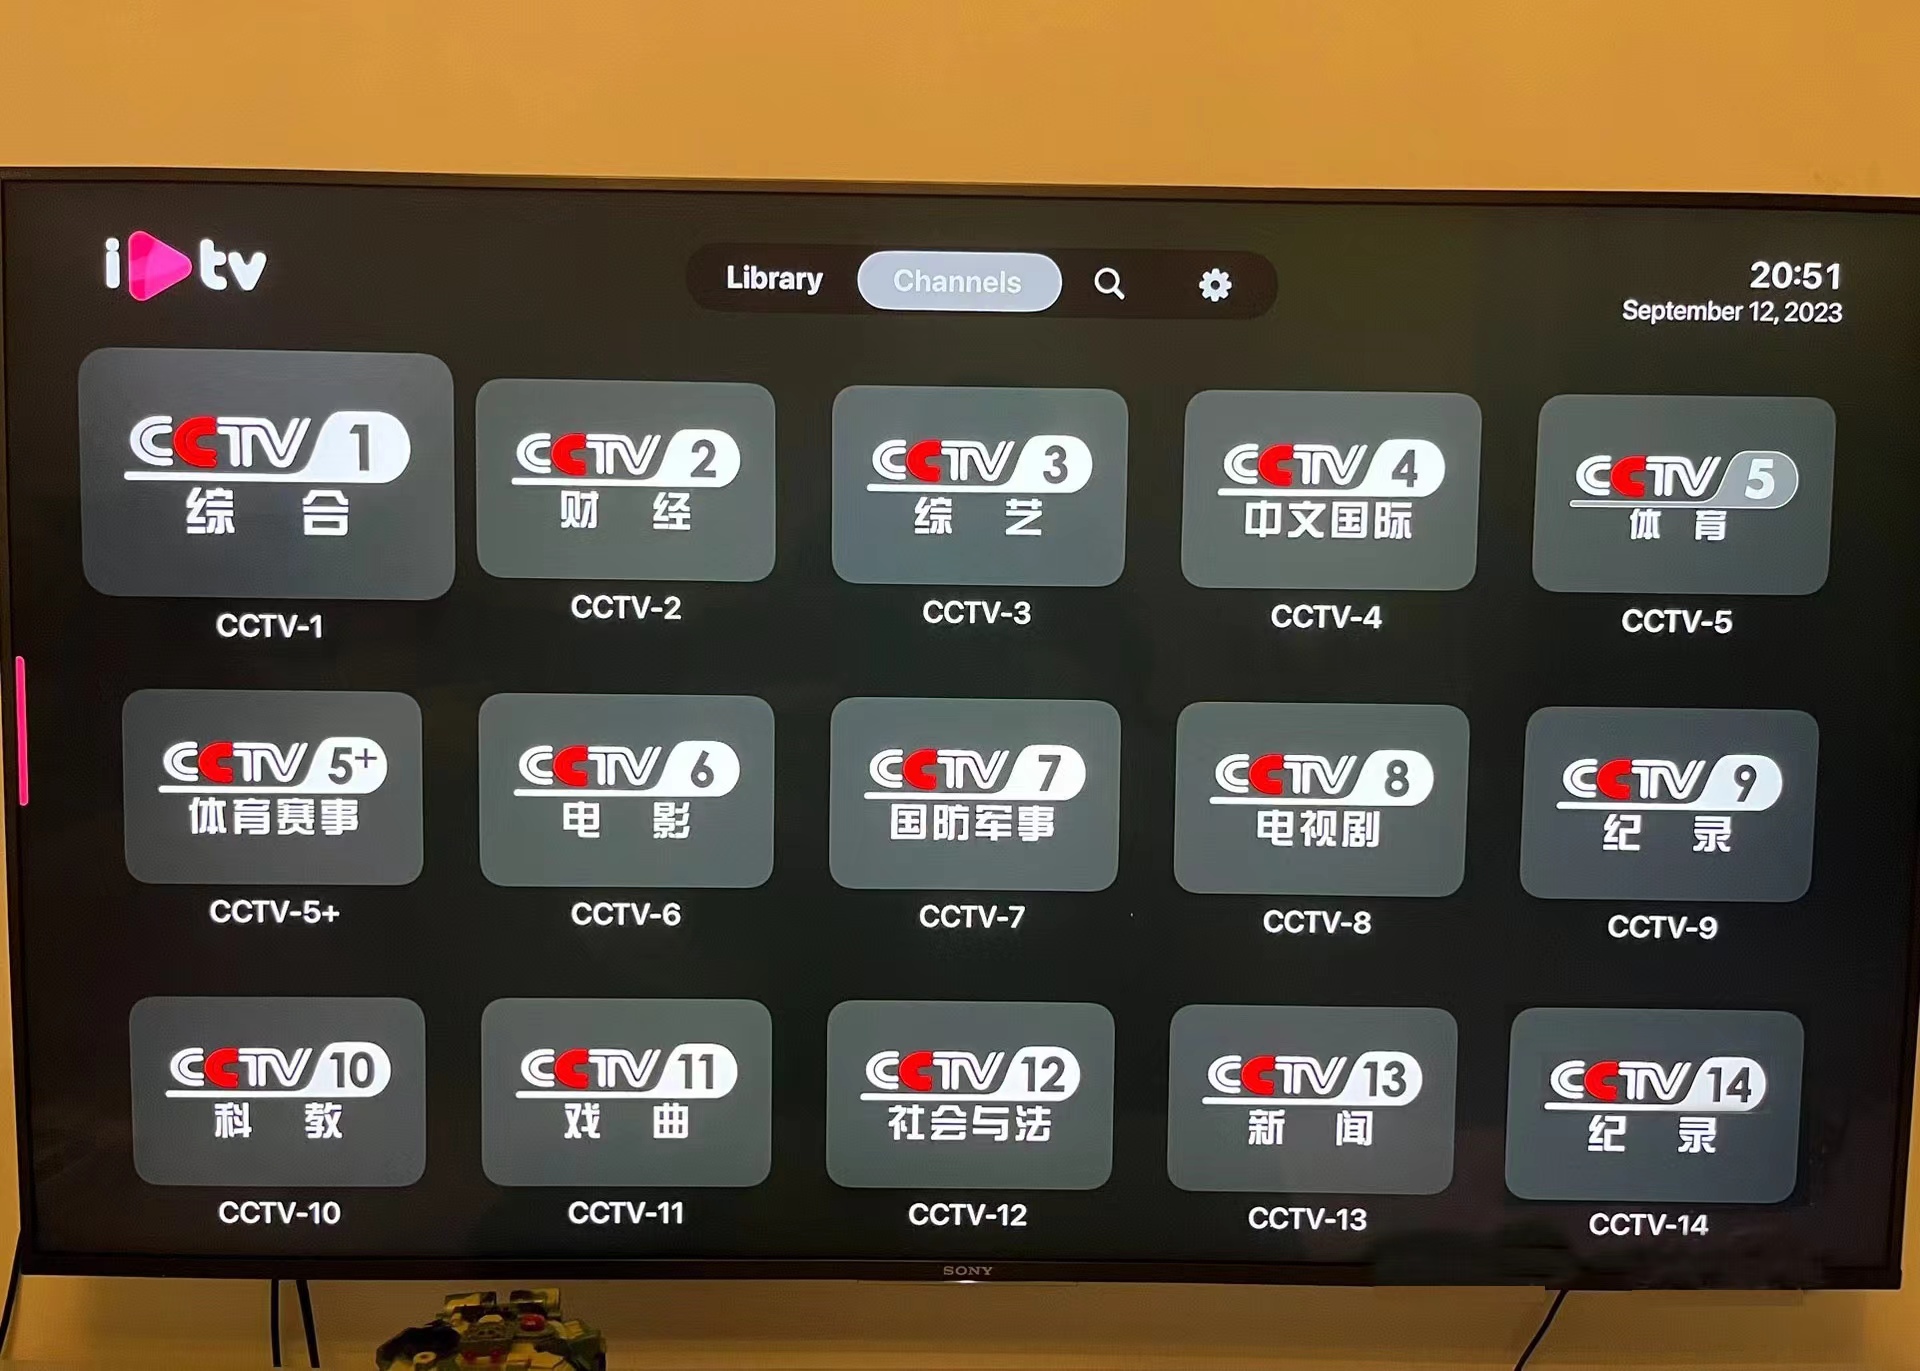 i tv
Library Channels
20:51
September 12, 2023
CCTV 1
综合
CCTV-1
CCTV 2
财经
CCTV-2
CCTV 3
综艺
CCTV-3
CCTV 4
中文国际
CCTV-4
CCTV 5
体育
CCTV-5
CCTV 5+
体育赛事
CCTV-5+
CCTV 6
电影
CCTV-6
CCTV 7
国防军事
CCTV-7
CCTV 8
电视剧
CCTV-8
CCTV 9
纪录
CCTV-9
CCTV 10
科教
CCTV-10
CCTV 11
戏曲
CCTV-11
CCTV 12
社会与法
CCTV-12
CCTV 13
新闻
CCTV-13
CCTV 14
纪录
CCTV-14
SONY